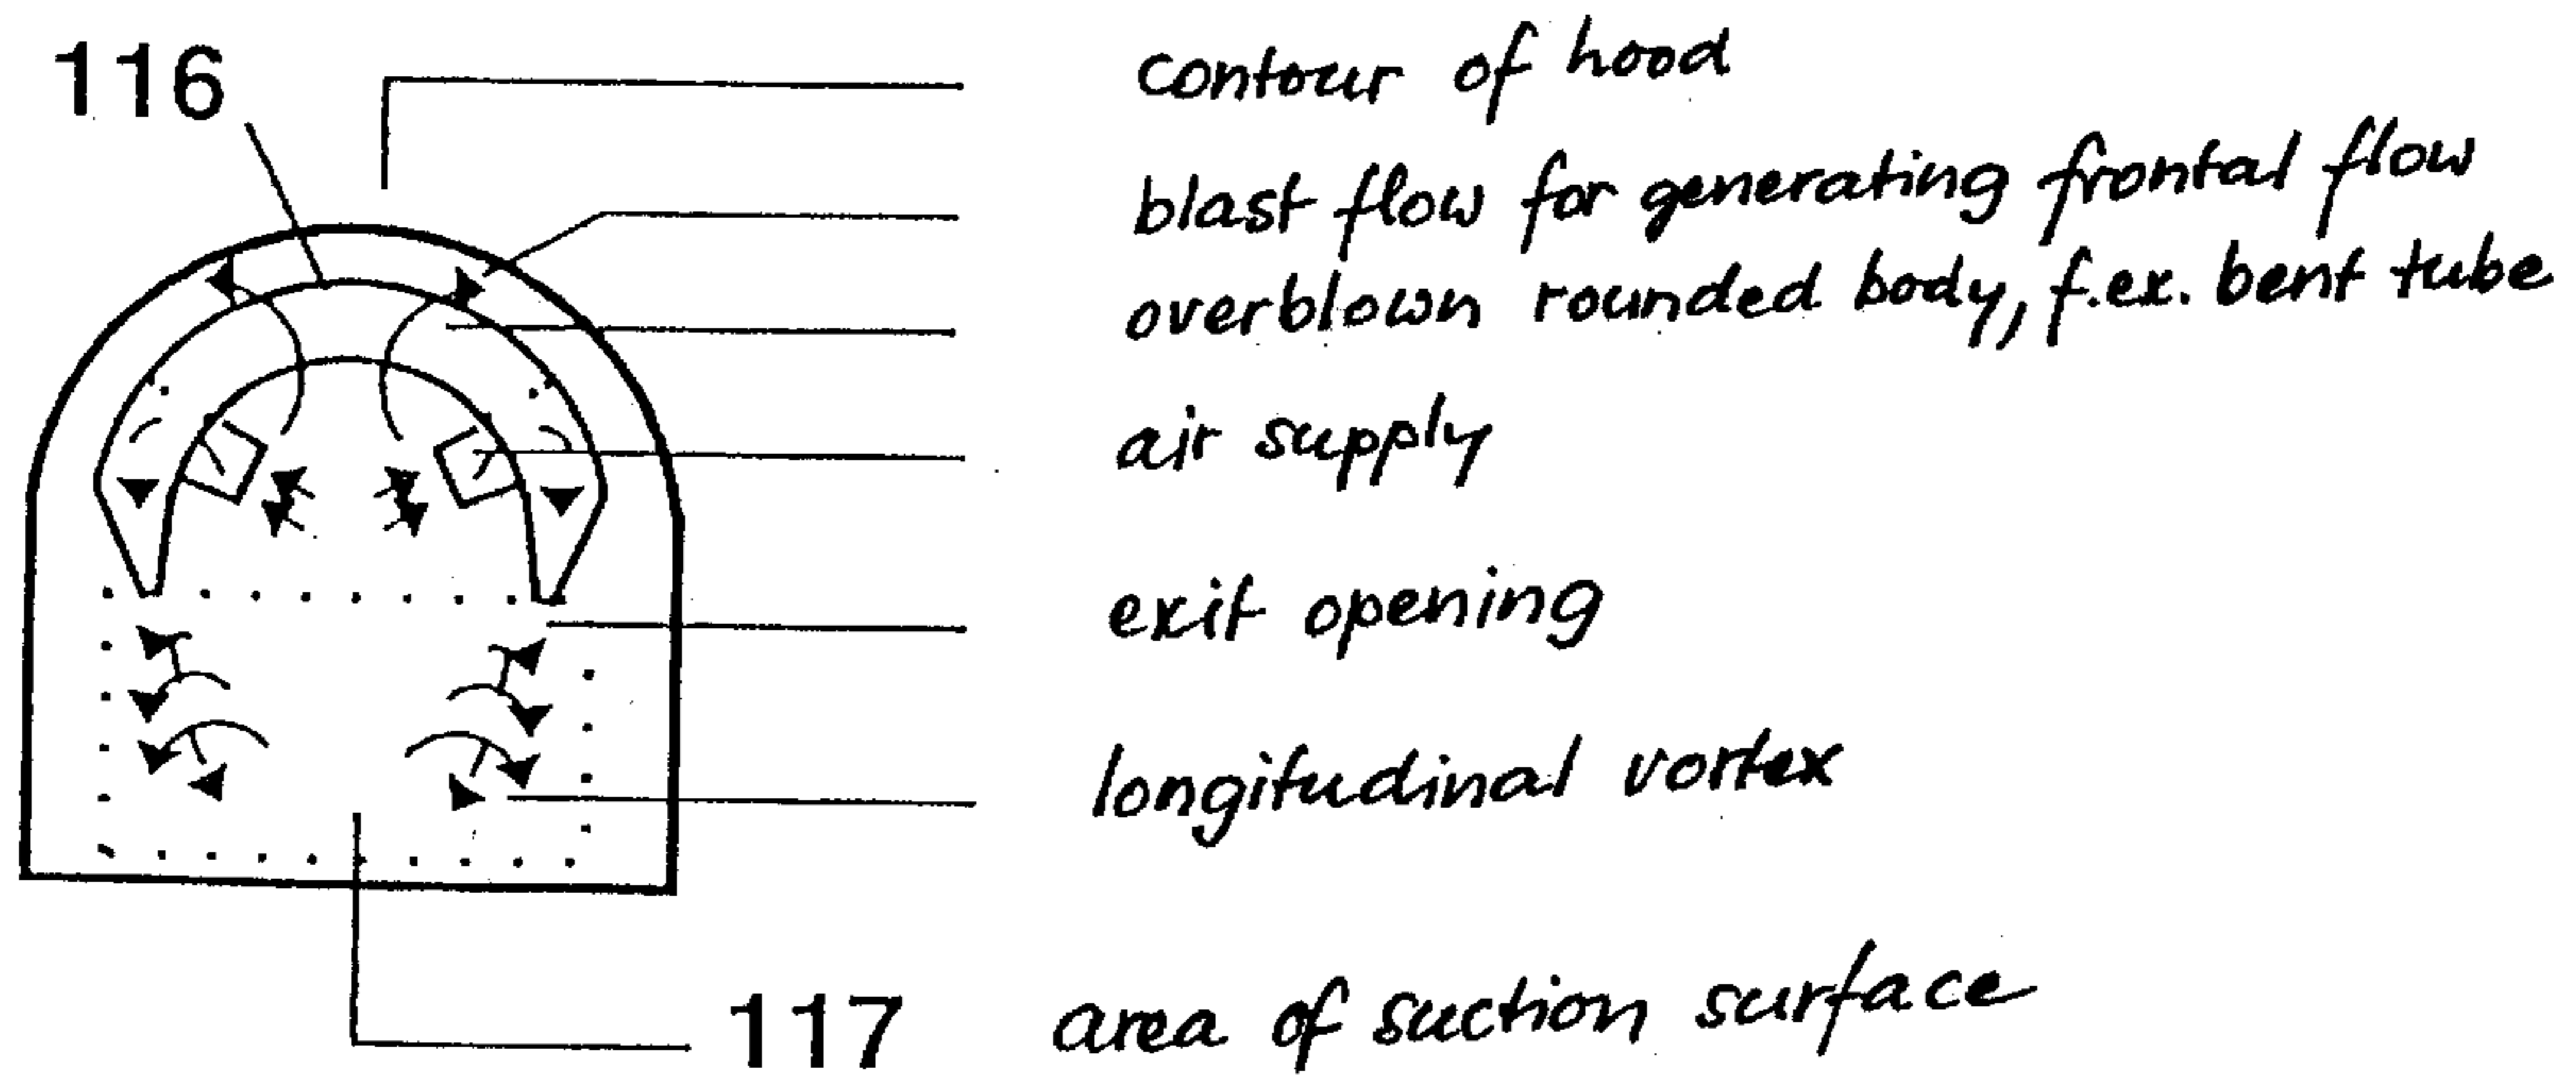 116
contour of hood
blast flow for generating frontal flow
overblown rounded body, f.ex. bent tube
air supply
exit opening
longitudinal vortex
117 area of suction surface